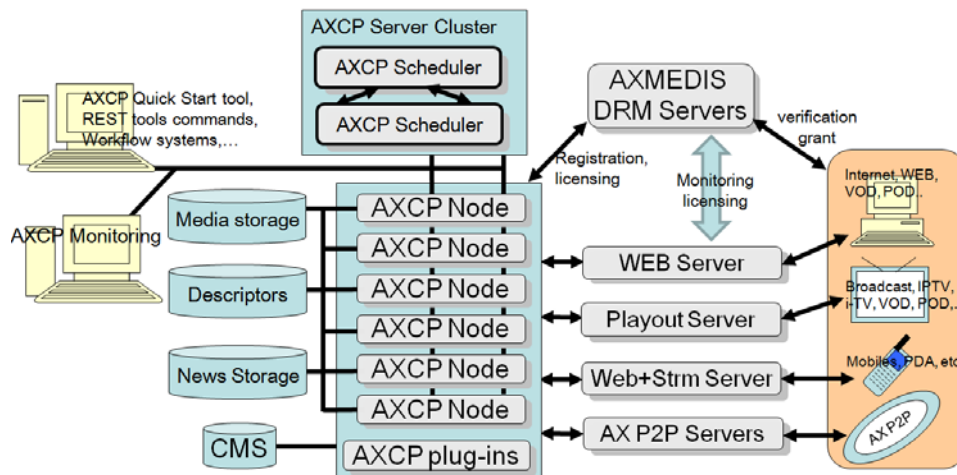 AXCP Server Cluster
AXCP Scheduler
AXCP Scheduler
AXCP Quick Start tool,
REST tools commands,
Workflow systems,...
AXCP Monitoring
Media storage
Descriptors
News Storage
CMS
AXCP Node
AXCP Node
AXCP Node
AXCP Node
AXCP Node
AXCP Node
AXCP plug-ins
AXMEDIS
DRM Servers
Registration,
licensing
Monitoring
licensing
verification
grant
WEB Server
Playout Server
Web+Strm Server
AX P2P Servers
Internet, WEB,
VOD, POD..
Broadcast, IPTV,
i-TV, VOD, POD,..
Mobiles, PDA, etc
AX P2P